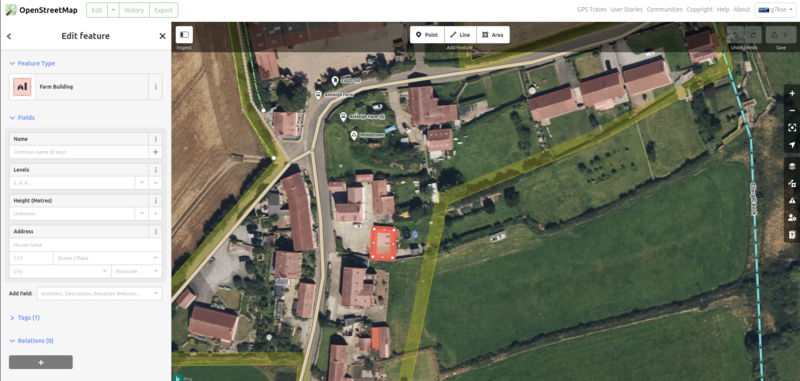 OpenStreetMap
Edit
History
Export
GPS Traces
User Diaries
Communities
Copyright
Help
About
g7kse
Edit feature
Inspect
Point
Line
Area
Add Feature
Undo/Redo
Save
0
Feature Type
Farm Building
Fields
Name
Common name (if any)
Levels
2, 4, 6...
Height (Metres)
Unknown
Address
House name
123
Street / Place
City
Postcode
Add field:
Architect, Description, Elevation (Metres)...
Tags (1)
Relations (0)
Ashleigh Farm